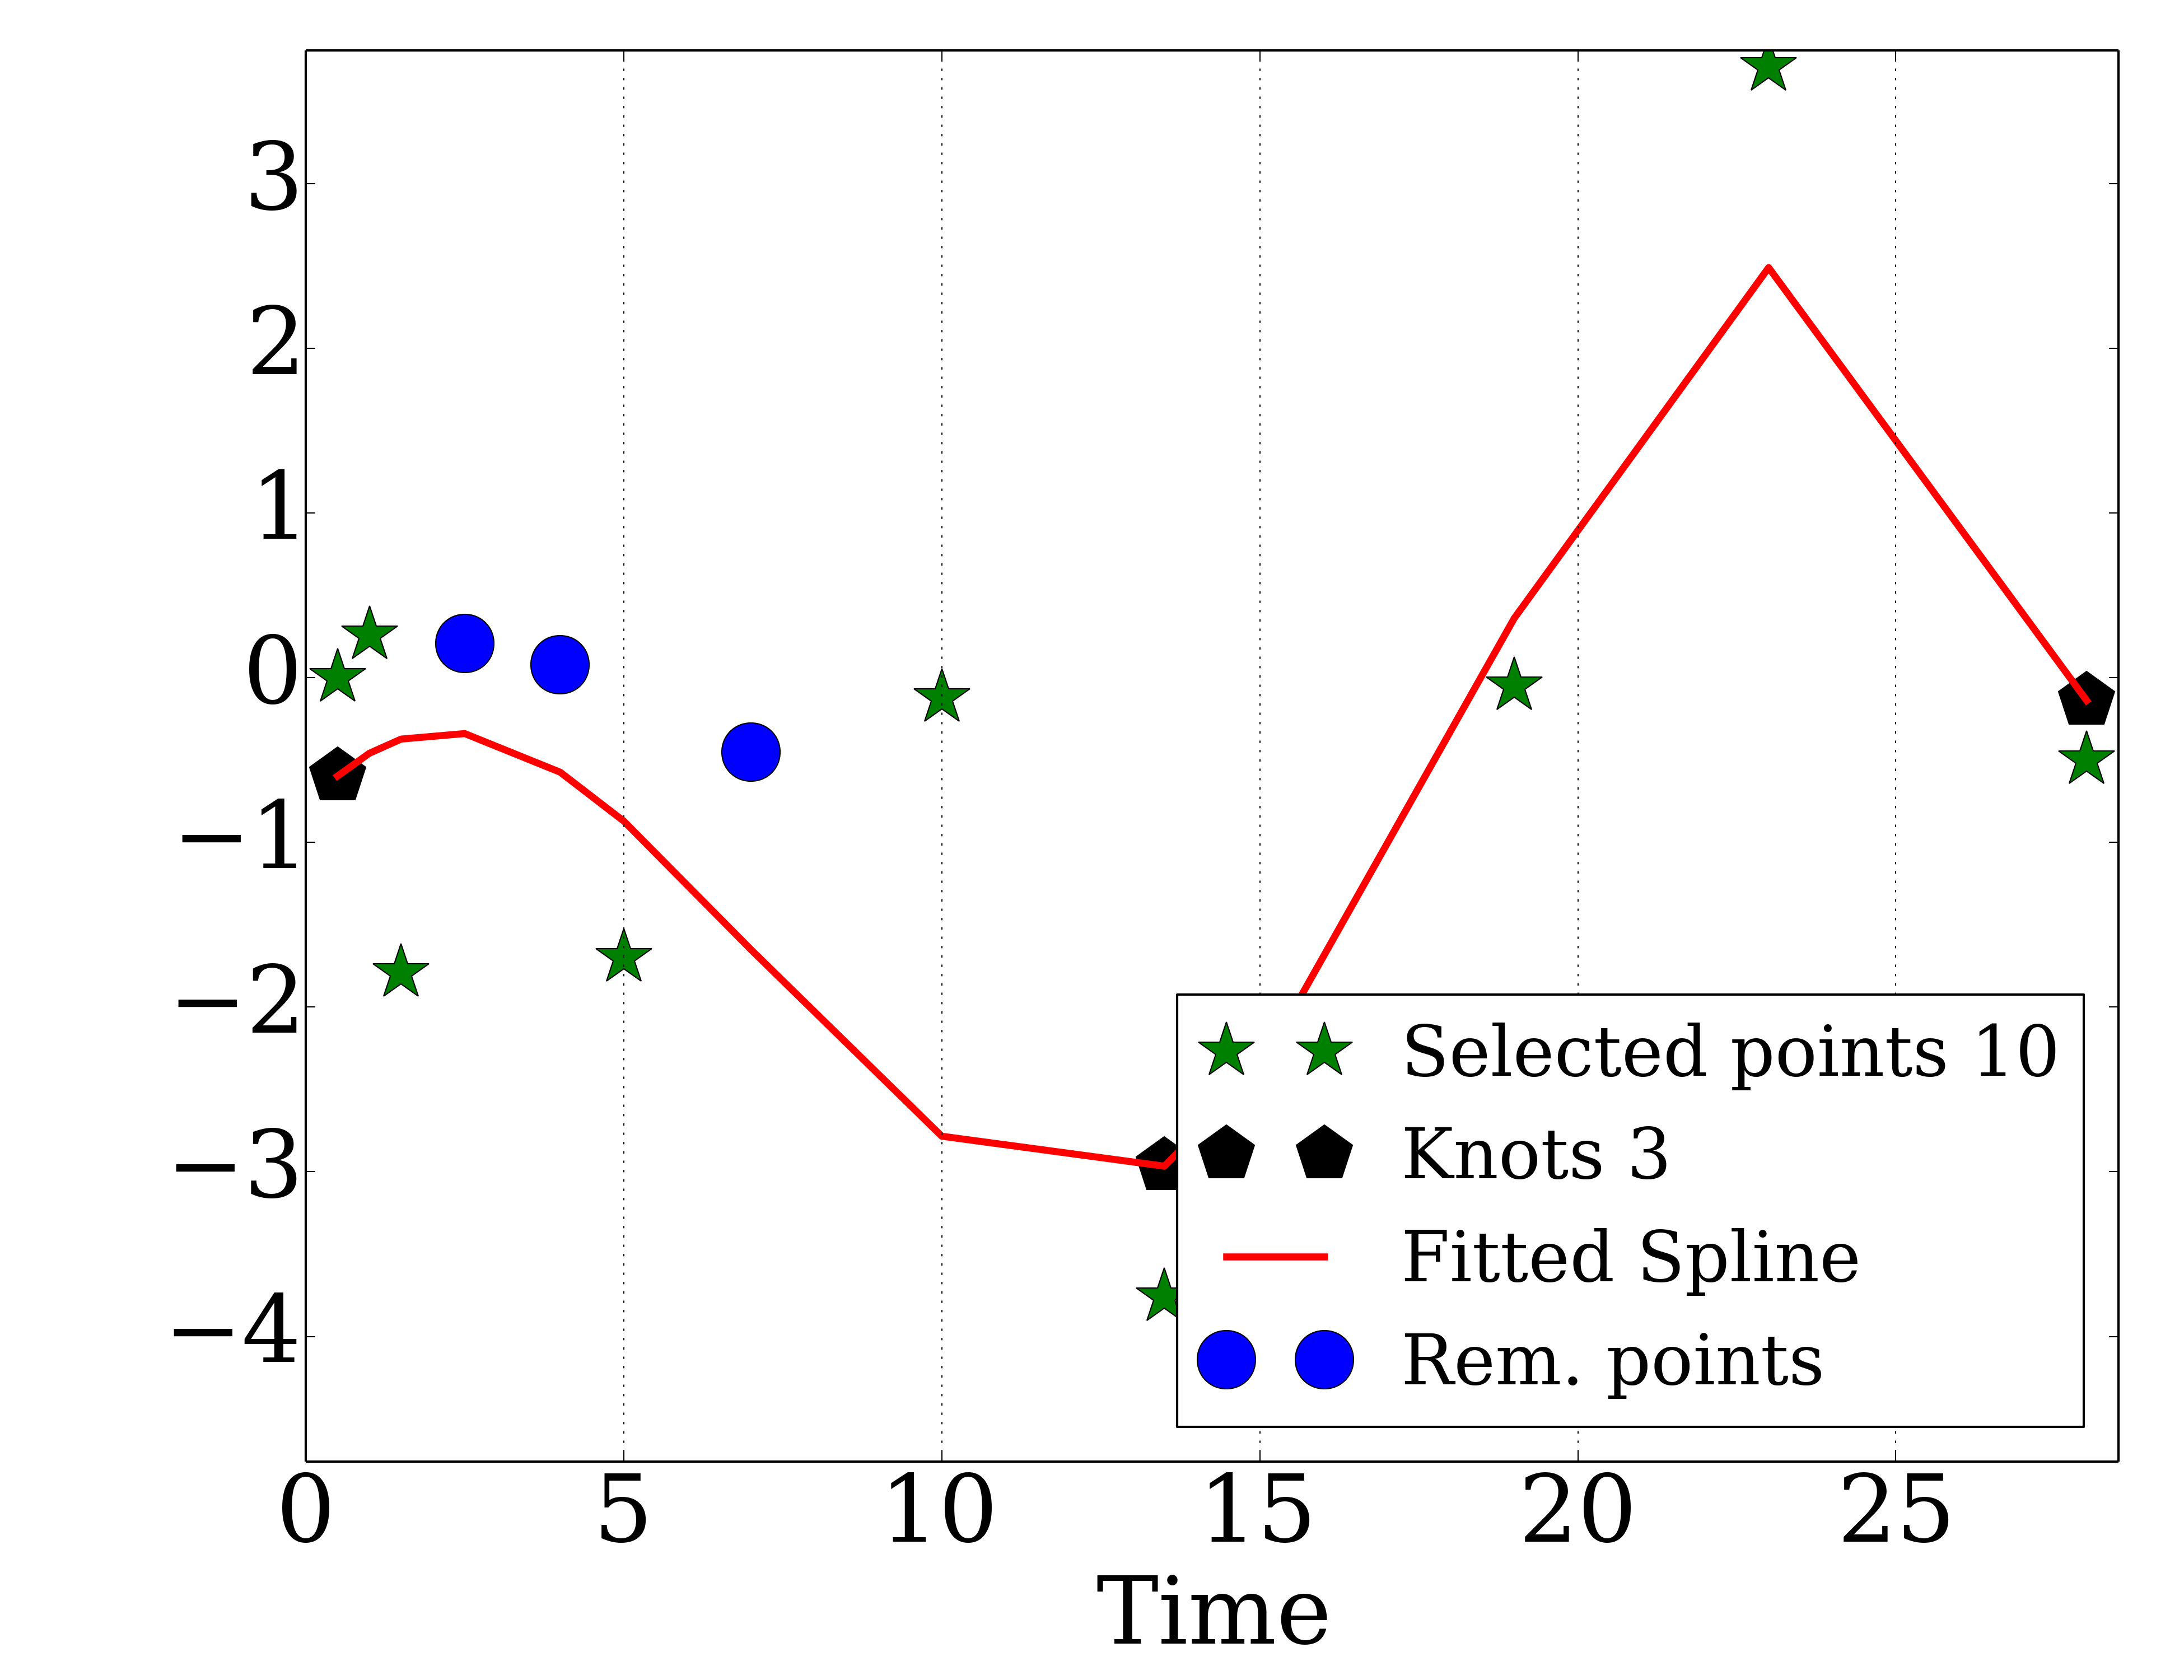 3
2
1
0
−1
−2
−3
−4
Selected points 10
Knots 3
Fitted Spline
Rem. points
0 5 10 15 20 25
Time